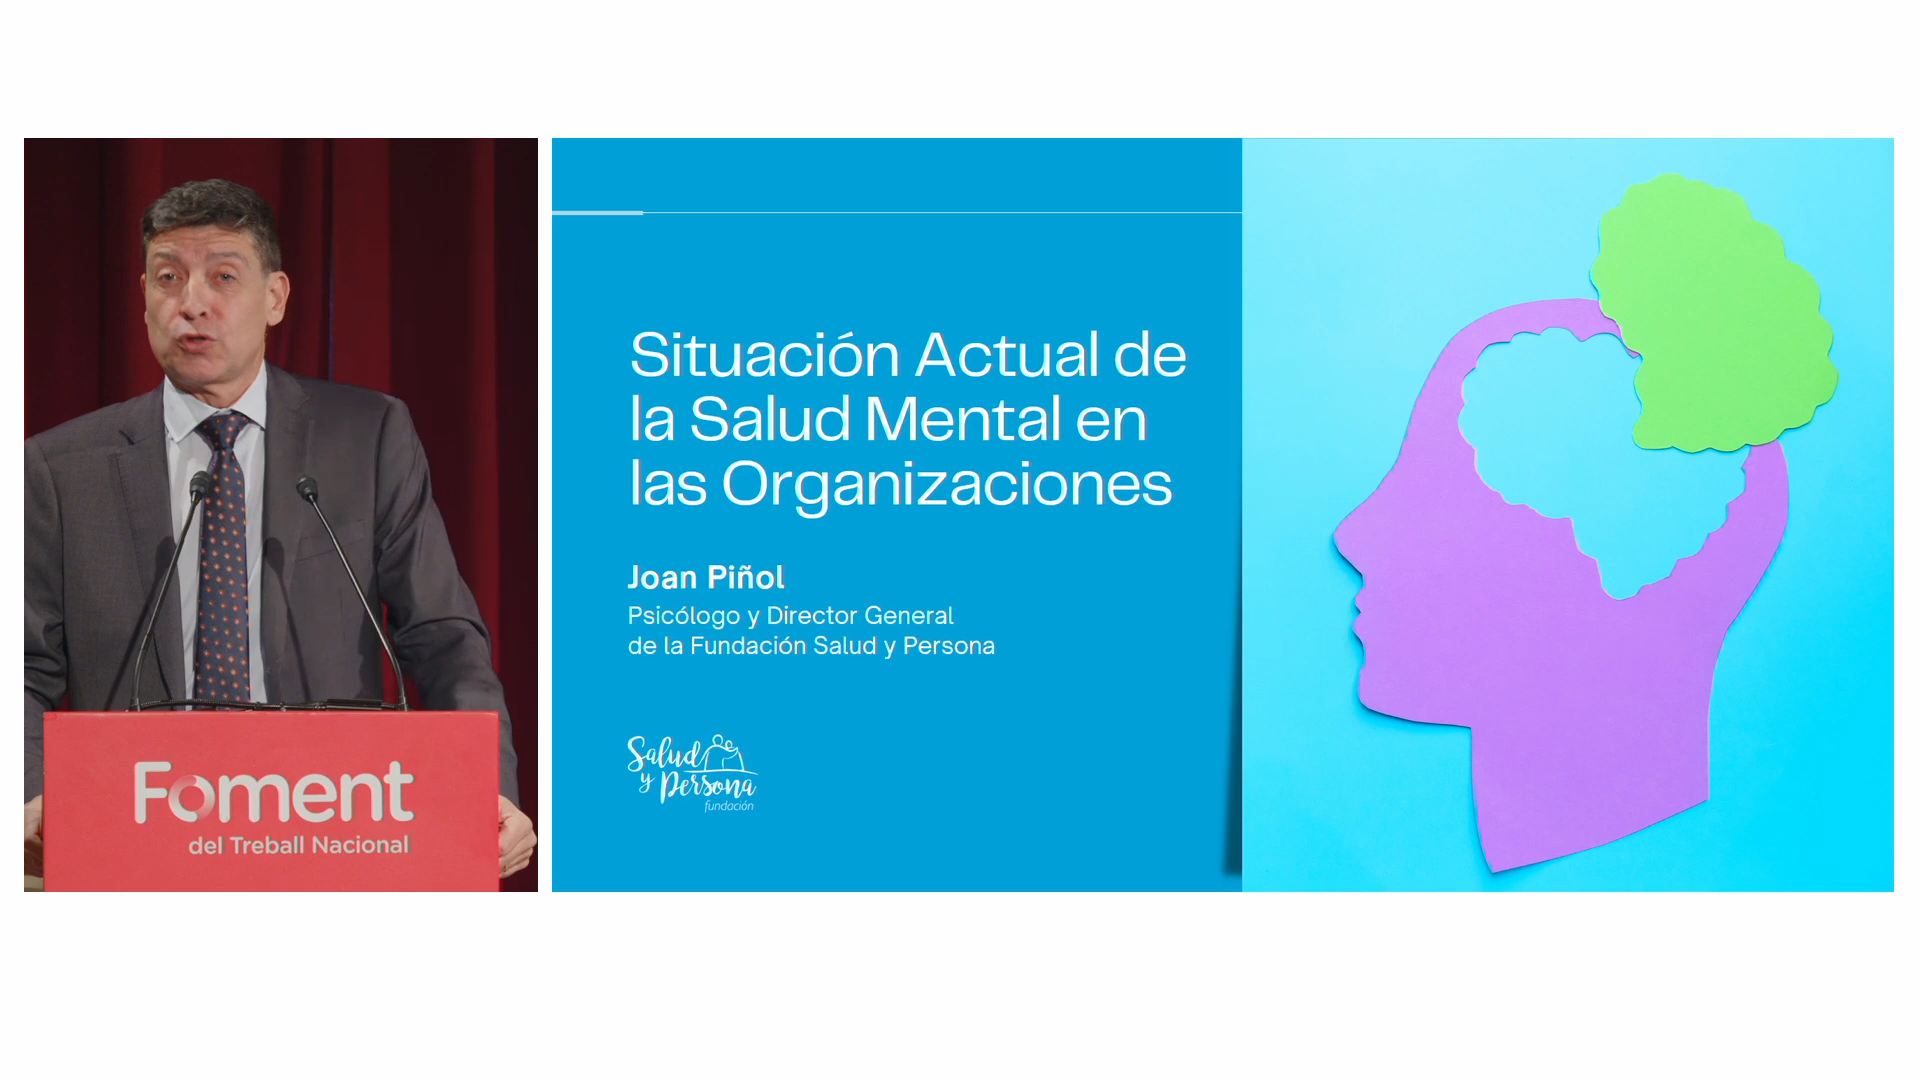 Foment
del Treball Nacional
Situación Actual de
la Salud Mental en
las Organizaciones
Joan Piñol
Psicólogo y Director General
de la Fundación Salud y Persona
Salud
y Persona
fundación